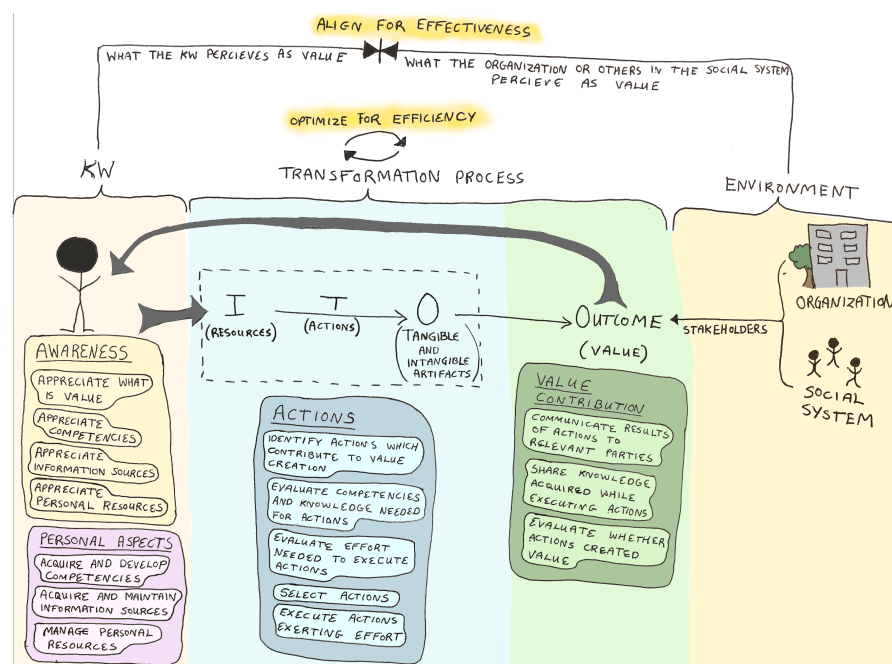 ALIGN FOR EFFECTIVENESS
WHAT THE KW PERCIEVES AS VALUE
WHAT THE ORGANIZATION OR OTHERS IN THE SOCIAL SYSTEM
PERCIEVE AS VALUE
OPTIMIZE FOR EFFICIENCY
KW
TRANSFORMATION PROCESS
ENVIRONMENT
I
(RESOURCES)
T
(ACTIONS)
O
(TANGIBLE
AND
INTANGIBLE
ARTIFACTS)
OUTCOME
(VALUE)
STAKEHOLDERS
ORGANIZATION
SOCIAL
SYSTEM
AWARENESS
APPRECIATE WHAT
IS VALUE
APPRECIATE
COMPETENCIES
APPRECIATE
INFORMATION SOURCES
APPRECIATE
PERSONAL RESOURCES
PERSONAL ASPECTS
ACQUIRE AND DEVELOP
COMPETENCIES
ACQUIRE AND MAINTAIN
INFORMATION SOURCES
MANAGE PERSONAL
RESOURCES
ACTIONS
IDENTIFY ACTIONS WHICH
CONTRIBUTE TO VALUE
CREATION
EVALUATE COMPETENCIES
AND KNOWLEDGE NEEDED
FOR ACTIONS
EVALUATE EFFORT
NEEDED TO EXECUTE
ACTIONS
SELECT ACTIONS
EXECUTE ACTIONS
EXERTING EFFORT
VALUE
CONTRIBUTION
COMMUNICATE RESULTS
OF ACTIONS TO
RELEVANT PARTIES
SHARE KNOWLEDGE
ACQUIRED WHILE
EXECUTING ACTIONS
EVALUATE WHETHER
ACTIONS CREATED
VALUE